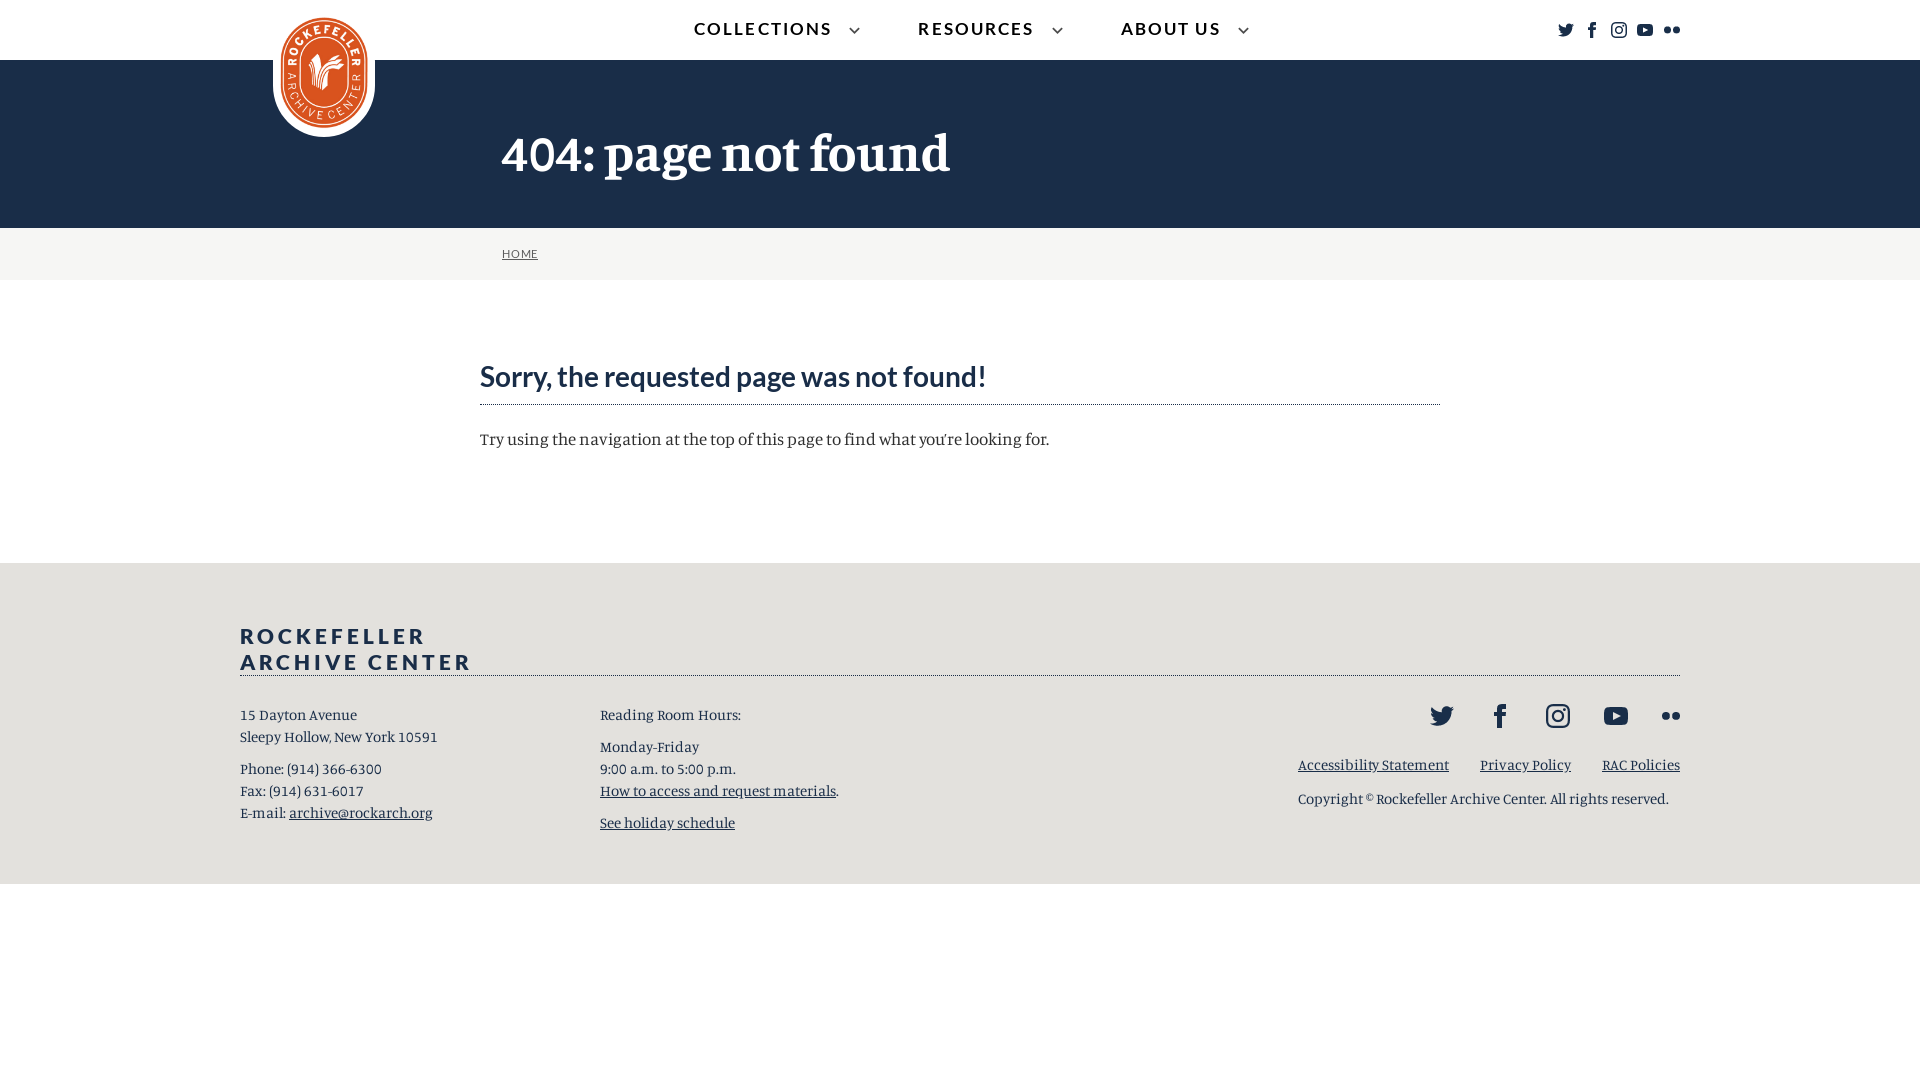 ROCKEFELLER
ARCHIVE CENTER
COLLECTIONS
RESOURCES
ABOUT US
404: page not found
HOME
Sorry, the requested page was not found!
Try using the navigation at the top of this page to find what you’re looking for.
ROCKEFELLER
ARCHIVE CENTER
15 Dayton Avenue
Sleepy Hollow, New York 10591
Phone: (914) 366-6300
Fax: (914) 631-6017
E-mail: archive@rockarch.org
Reading Room Hours:
Monday-Friday
9:00 a.m. to 5:00 p.m.
How to access and request materials.
See holiday schedule
Accessibility Statement
Privacy Policy
RAC Policies
Copyright © Rockefeller Archive Center. All rights reserved.